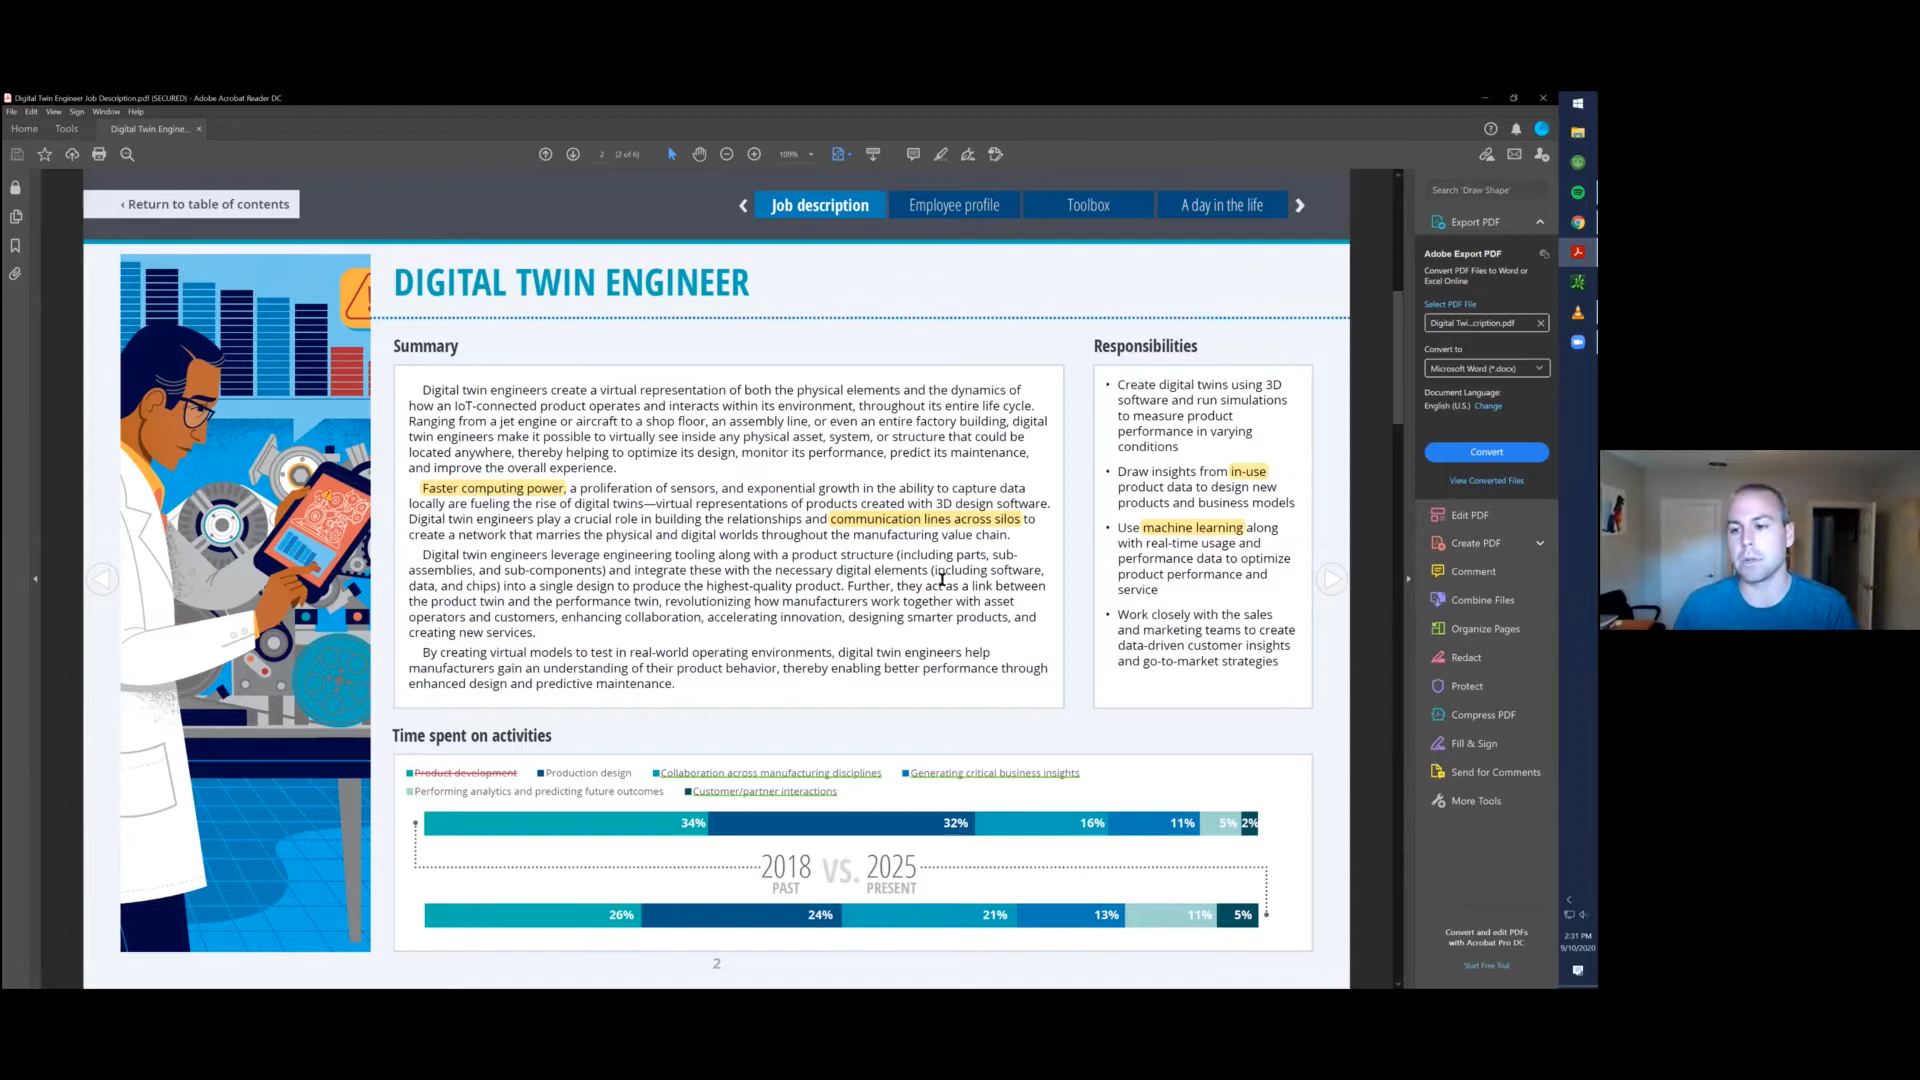 Digital Twin Engineer Job Description.pdf (SECURED) - Adobe Acrobat Reader DC
File Edit View Sign Window Help
Home Tools Digital Twin Engine... ×
2 (2 of 6) 109%
Search 'Draw Shape'
‹ Return to table of contents
Job description Employee profile Toolbox A day in the life
Export PDF
Adobe Export PDF
Convert PDF Files to Word or
Excel Online
Select PDF File
Digital Twi...cription.pdf
Convert to
Microsoft Word (*.docx)
Document Language:
English (U.S.) Change
Convert
View Converted Files
Edit PDF
Create PDF
Comment
Combine Files
Organize Pages
Redact
Protect
Compress PDF
Fill & Sign
Send for Comments
More Tools
Convert and edit PDFs
with Acrobat Pro DC
Start Free Trial
2:31 PM
9/10/2020
DIGITAL TWIN ENGINEER
Summary
Digital twin engineers create a virtual representation of both the physical elements and the dynamics of
how an IoT-connected product operates and interacts within its environment, throughout its entire life cycle.
Ranging from a jet engine or aircraft to a shop floor, an assembly line, or even an entire factory building, digital
twin engineers make it possible to virtually see inside any physical asset, system, or structure that could be
located anywhere, thereby helping to optimize its design, monitor its performance, predict its maintenance,
and improve the overall experience.
Faster computing power, a proliferation of sensors, and exponential growth in the ability to capture data
locally are fueling the rise of digital twins—virtual representations of products created with 3D design software.
Digital twin engineers play a crucial role in building the relationships and communication lines across silos to
create a network that marries the physical and digital worlds throughout the manufacturing value chain.
Digital twin engineers leverage engineering tooling along with a product structure (including parts, sub-
assemblies, and sub-components) and integrate these with the necessary digital elements (including software,
data, and chips) into a single design to produce the highest-quality product. Further, they act as a link between
the product twin and the performance twin, revolutionizing how manufacturers work together with asset
operators and customers, enhancing collaboration, accelerating innovation, designing smarter products, and
creating new services.
By creating virtual models to test in real-world operating environments, digital twin engineers help
manufacturers gain an understanding of their product behavior, thereby enabling better performance through
enhanced design and predictive maintenance.
Responsibilities
• Create digital twins using 3D
software and run simulations
to measure product
performance in varying
conditions
• Draw insights from in-use
product data to design new
products and business models
• Use machine learning along
with real-time usage and
performance data to optimize
product performance and
service
• Work closely with the sales
and marketing teams to create
data-driven customer insights
and go-to-market strategies
Time spent on activities
Product development Production design Collaboration across manufacturing disciplines Generating critical business insights
Performing analytics and predicting future outcomes Customer/partner interactions
34% 32% 16% 11% 5% 2%
2018 VS. 2025
PAST PRESENT
26% 24% 21% 13% 11% 5%
2